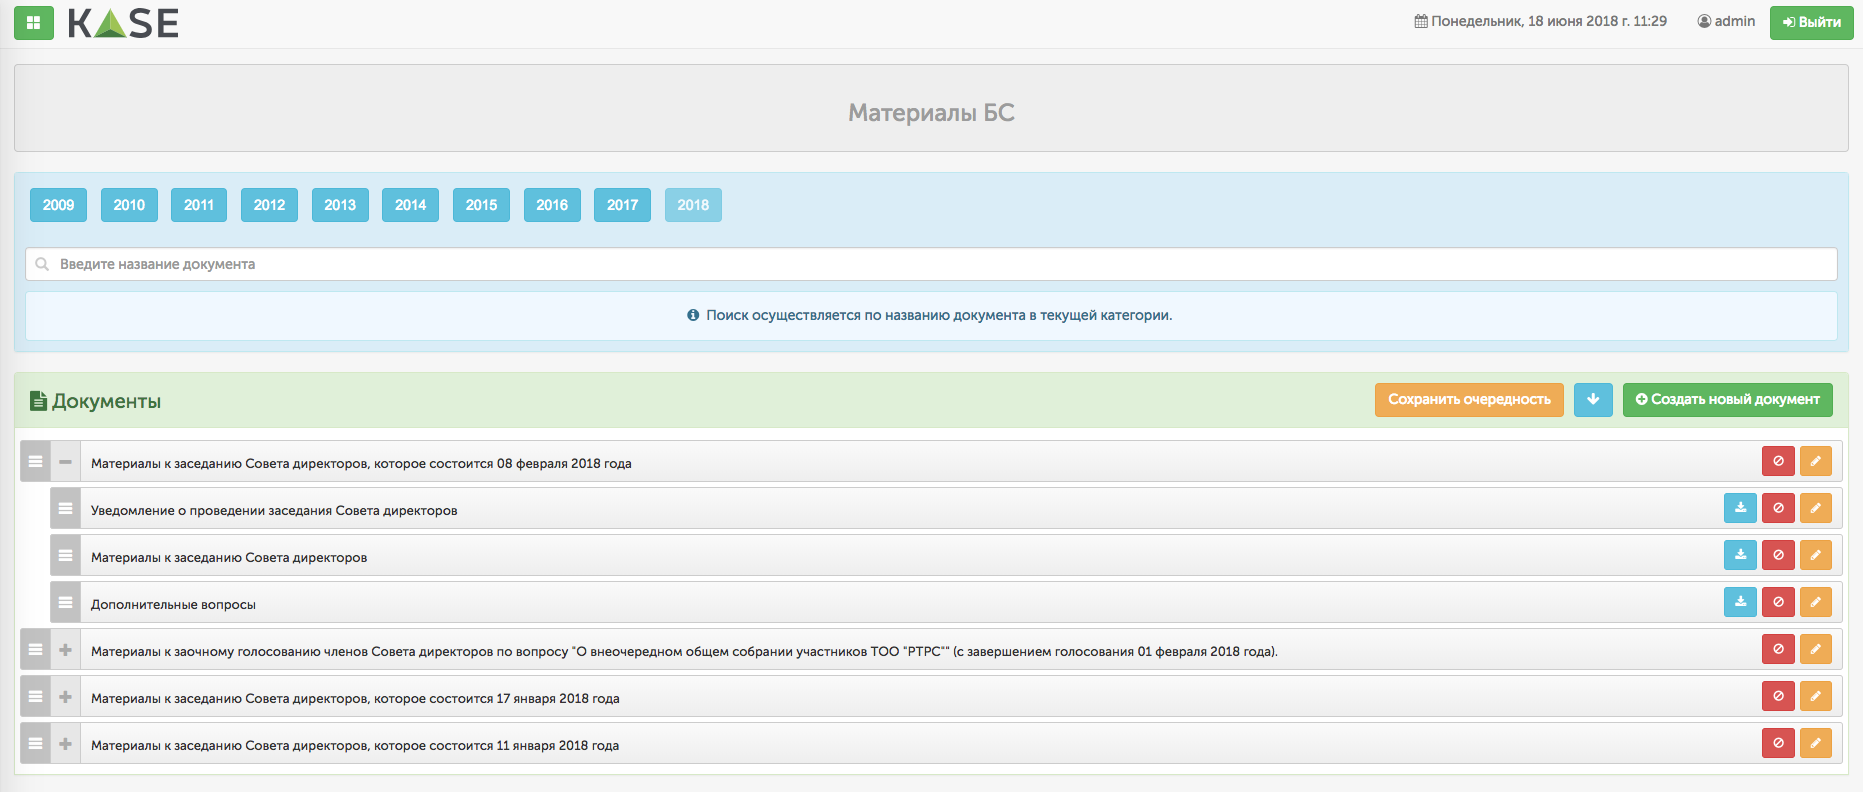 KASE
Понедельник, 18 июня 2018 г. 11:29
admin
Выйти
Материалы БС
2009 2010 2011 2012 2013 2014 2015 2016 2017 2018
Введите название документа
Поиск осуществляется по названию документа в текущей категории.
Документы
Сохранить очередность
Создать новый документ
Материалы к заседанию Совета директоров, которое состоится 08 февраля 2018 года
Уведомление о проведении заседания Совета директоров
Материалы к заседанию Совета директоров
Дополнительные вопросы
Материалы к заочному голосованию членов Совета директоров по вопросу "О внеочередном общем собрании участников ТОО "РТРС"" (с завершением голосования 01 февраля 2018 года).
Материалы к заседанию Совета директоров, которое состоится 17 января 2018 года
Материалы к заседанию Совета директоров, которое состоится 11 января 2018 года